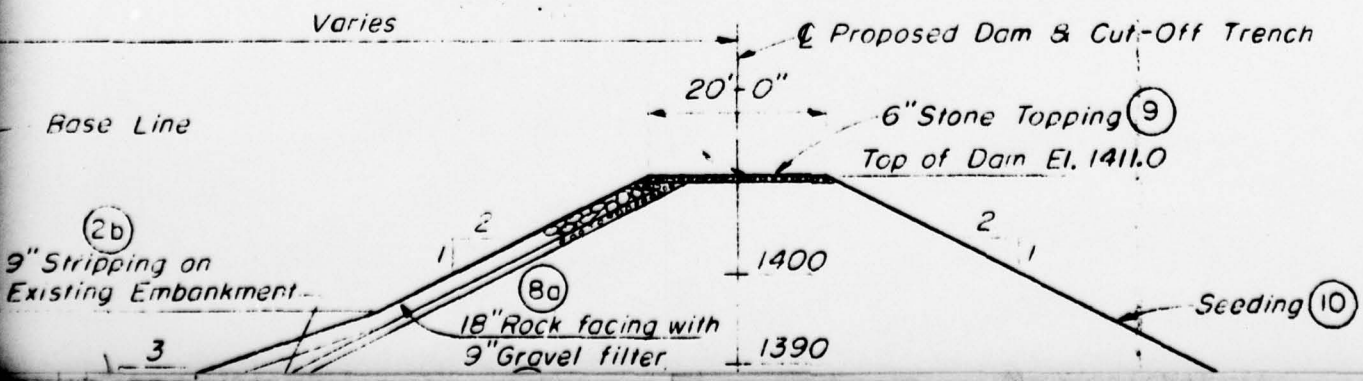 Varies
℄ Proposed Dam & Cut-Off Trench
20'-0"
Base Line
6" Stone Topping 9
Top of Dam El. 1411.0
2b
2
1
2
1
9" Stripping on
Existing Embankment
1400
8a
Seeding 10
18" Rock facing with
9" Gravel filter
3
1390